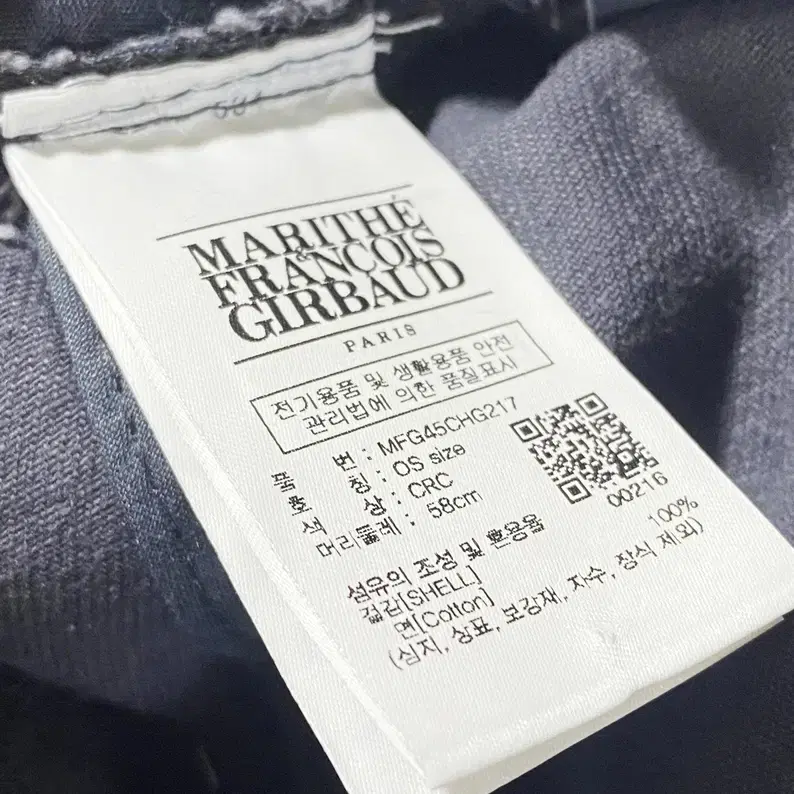 MARITHÉ
&
FRANCOIS
GIRBAUD
PARIS
전기용품 및 생활용품 안전
관리법에 의한 품질표시
품 번 : MFG45CHG217
호 칭 : OS size
색 상 : CRC
머리둘레 : 58cm
00216
섬유의 조성 및 혼용율
겉감[SHELL]
면[Cotton] 100%
(심지, 상표, 보강재, 자수, 장식 제외)